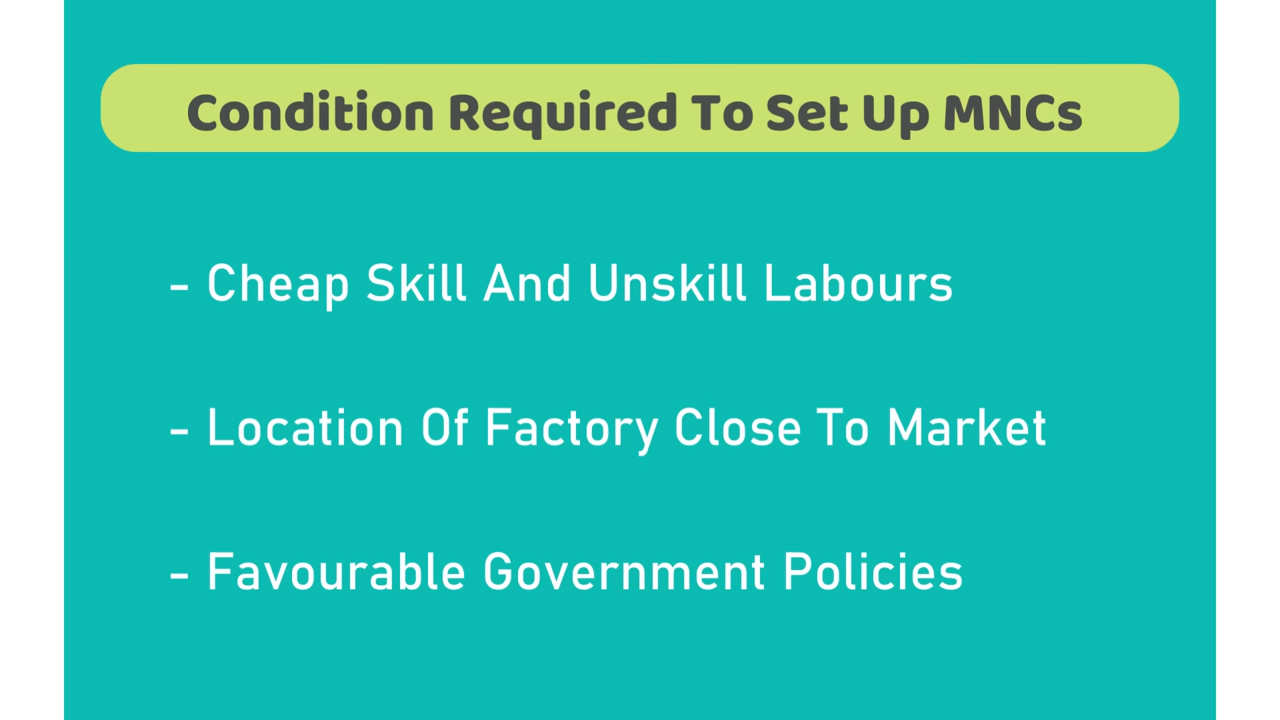 Condition Required To Set Up MNCs
- Cheap Skill And Unskill Labours
- Location Of Factory Close To Market
- Favourable Government Policies